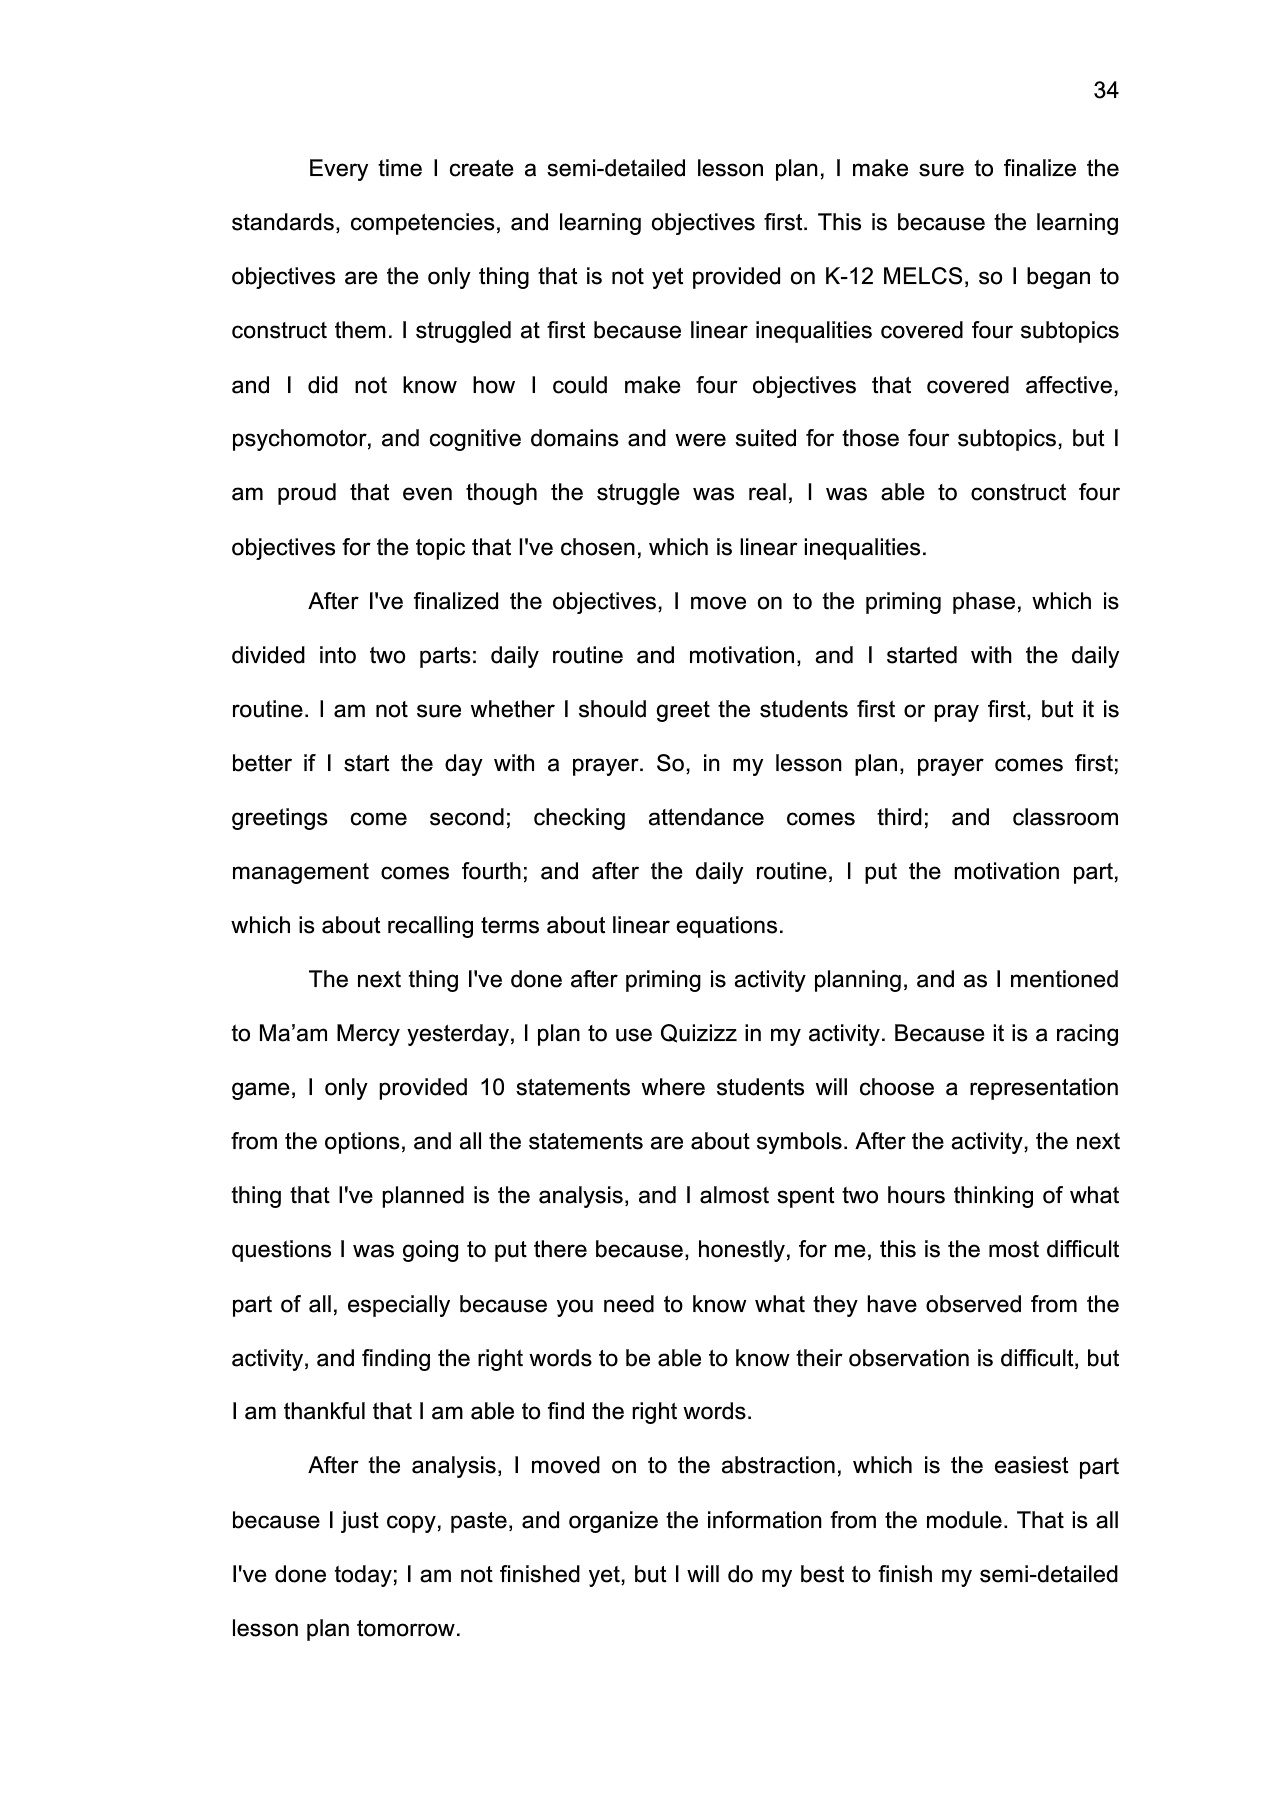 34
Every time I create a semi-detailed lesson plan, I make sure to finalize the
standards, competencies, and learning objectives first. This is because the learning
objectives are the only thing that is not yet provided on K-12 MELCS, so I began to
construct them. I struggled at first because linear inequalities covered four subtopics
and I did not know how I could make four objectives that covered affective,
psychomotor, and cognitive domains and were suited for those four subtopics, but I
am proud that even though the struggle was real, I was able to construct four
objectives for the topic that I've chosen, which is linear inequalities.
After I've finalized the objectives, I move on to the priming phase, which is
divided into two parts: daily routine and motivation, and I started with the daily
routine. I am not sure whether I should greet the students first or pray first, but it is
better if I start the day with a prayer. So, in my lesson plan, prayer comes first;
greetings come second; checking attendance comes third; and classroom
management comes fourth; and after the daily routine, I put the motivation part,
which is about recalling terms about linear equations.
The next thing I've done after priming is activity planning, and as I mentioned
to Ma’am Mercy yesterday, I plan to use Quizizz in my activity. Because it is a racing
game, I only provided 10 statements where students will choose a representation
from the options, and all the statements are about symbols. After the activity, the next
thing that I've planned is the analysis, and I almost spent two hours thinking of what
questions I was going to put there because, honestly, for me, this is the most difficult
part of all, especially because you need to know what they have observed from the
activity, and finding the right words to be able to know their observation is difficult, but
I am thankful that I am able to find the right words.
After the analysis, I moved on to the abstraction, which is the easiest part
because I just copy, paste, and organize the information from the module. That is all
I've done today; I am not finished yet, but I will do my best to finish my semi-detailed
lesson plan tomorrow.